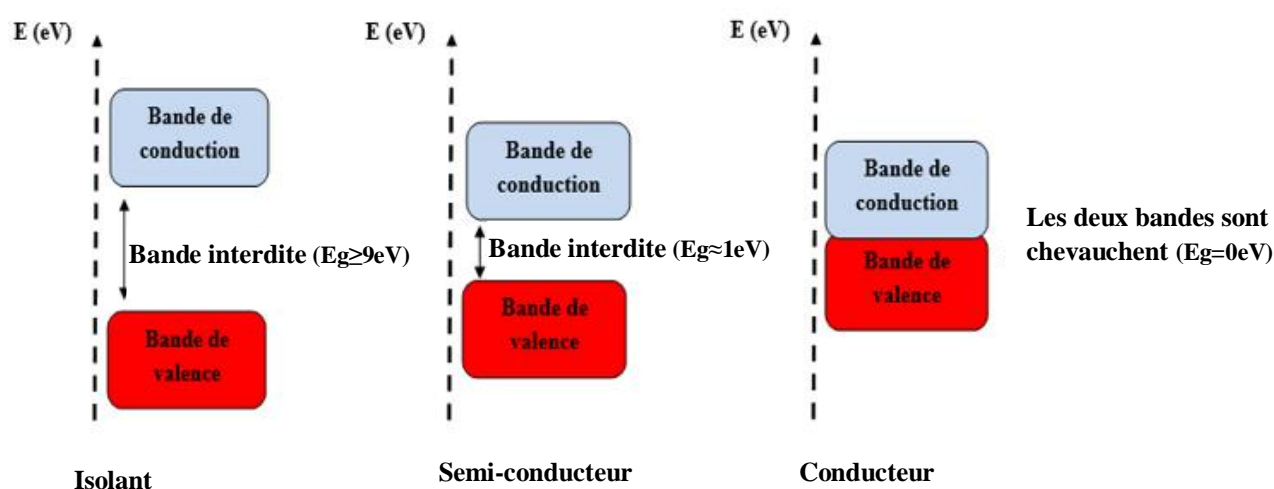 E (eV)
Bande de
conduction
Bande interdite (Eg≥9eV)
Bande de
valence
Isolant
E (eV)
Bande de
conduction
Bande interdite (Eg≈1eV)
Bande de
valence
Semi-conducteur
E (eV)
Bande de
conduction
Bande de
valence
Conducteur
Les deux bandes sont
chevauchent (Eg=0eV)